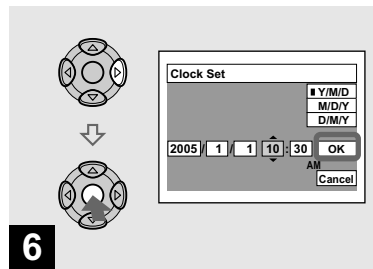 Clock Set
Y/M/D
M/D/Y
D/M/Y
2005 / 1 / 1 10 : 30 OK
AM
Cancel
6